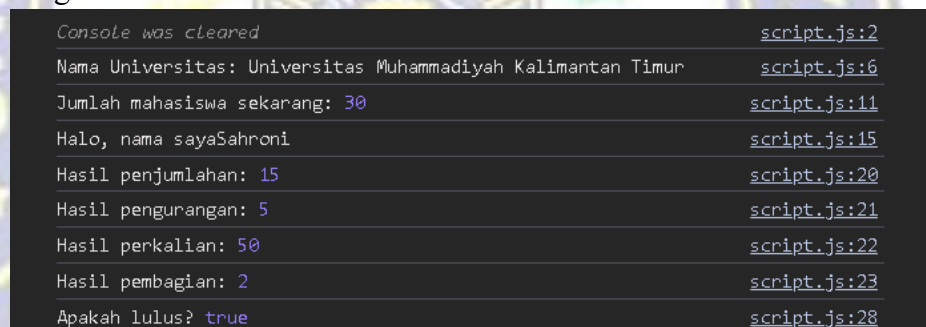 Console was cleared script.js:2
Nama Universitas: Universitas Muhammadiyah Kalimantan Timur script.js:6
Jumlah mahasiswa sekarang: 30 script.js:11
Halo, nama sayaSahroni script.js:15
Hasil penjumlahan: 15 script.js:20
Hasil pengurangan: 5 script.js:21
Hasil perkalian: 50 script.js:22
Hasil pembagian: 2 script.js:23
Apakah lulus? true script.js:28